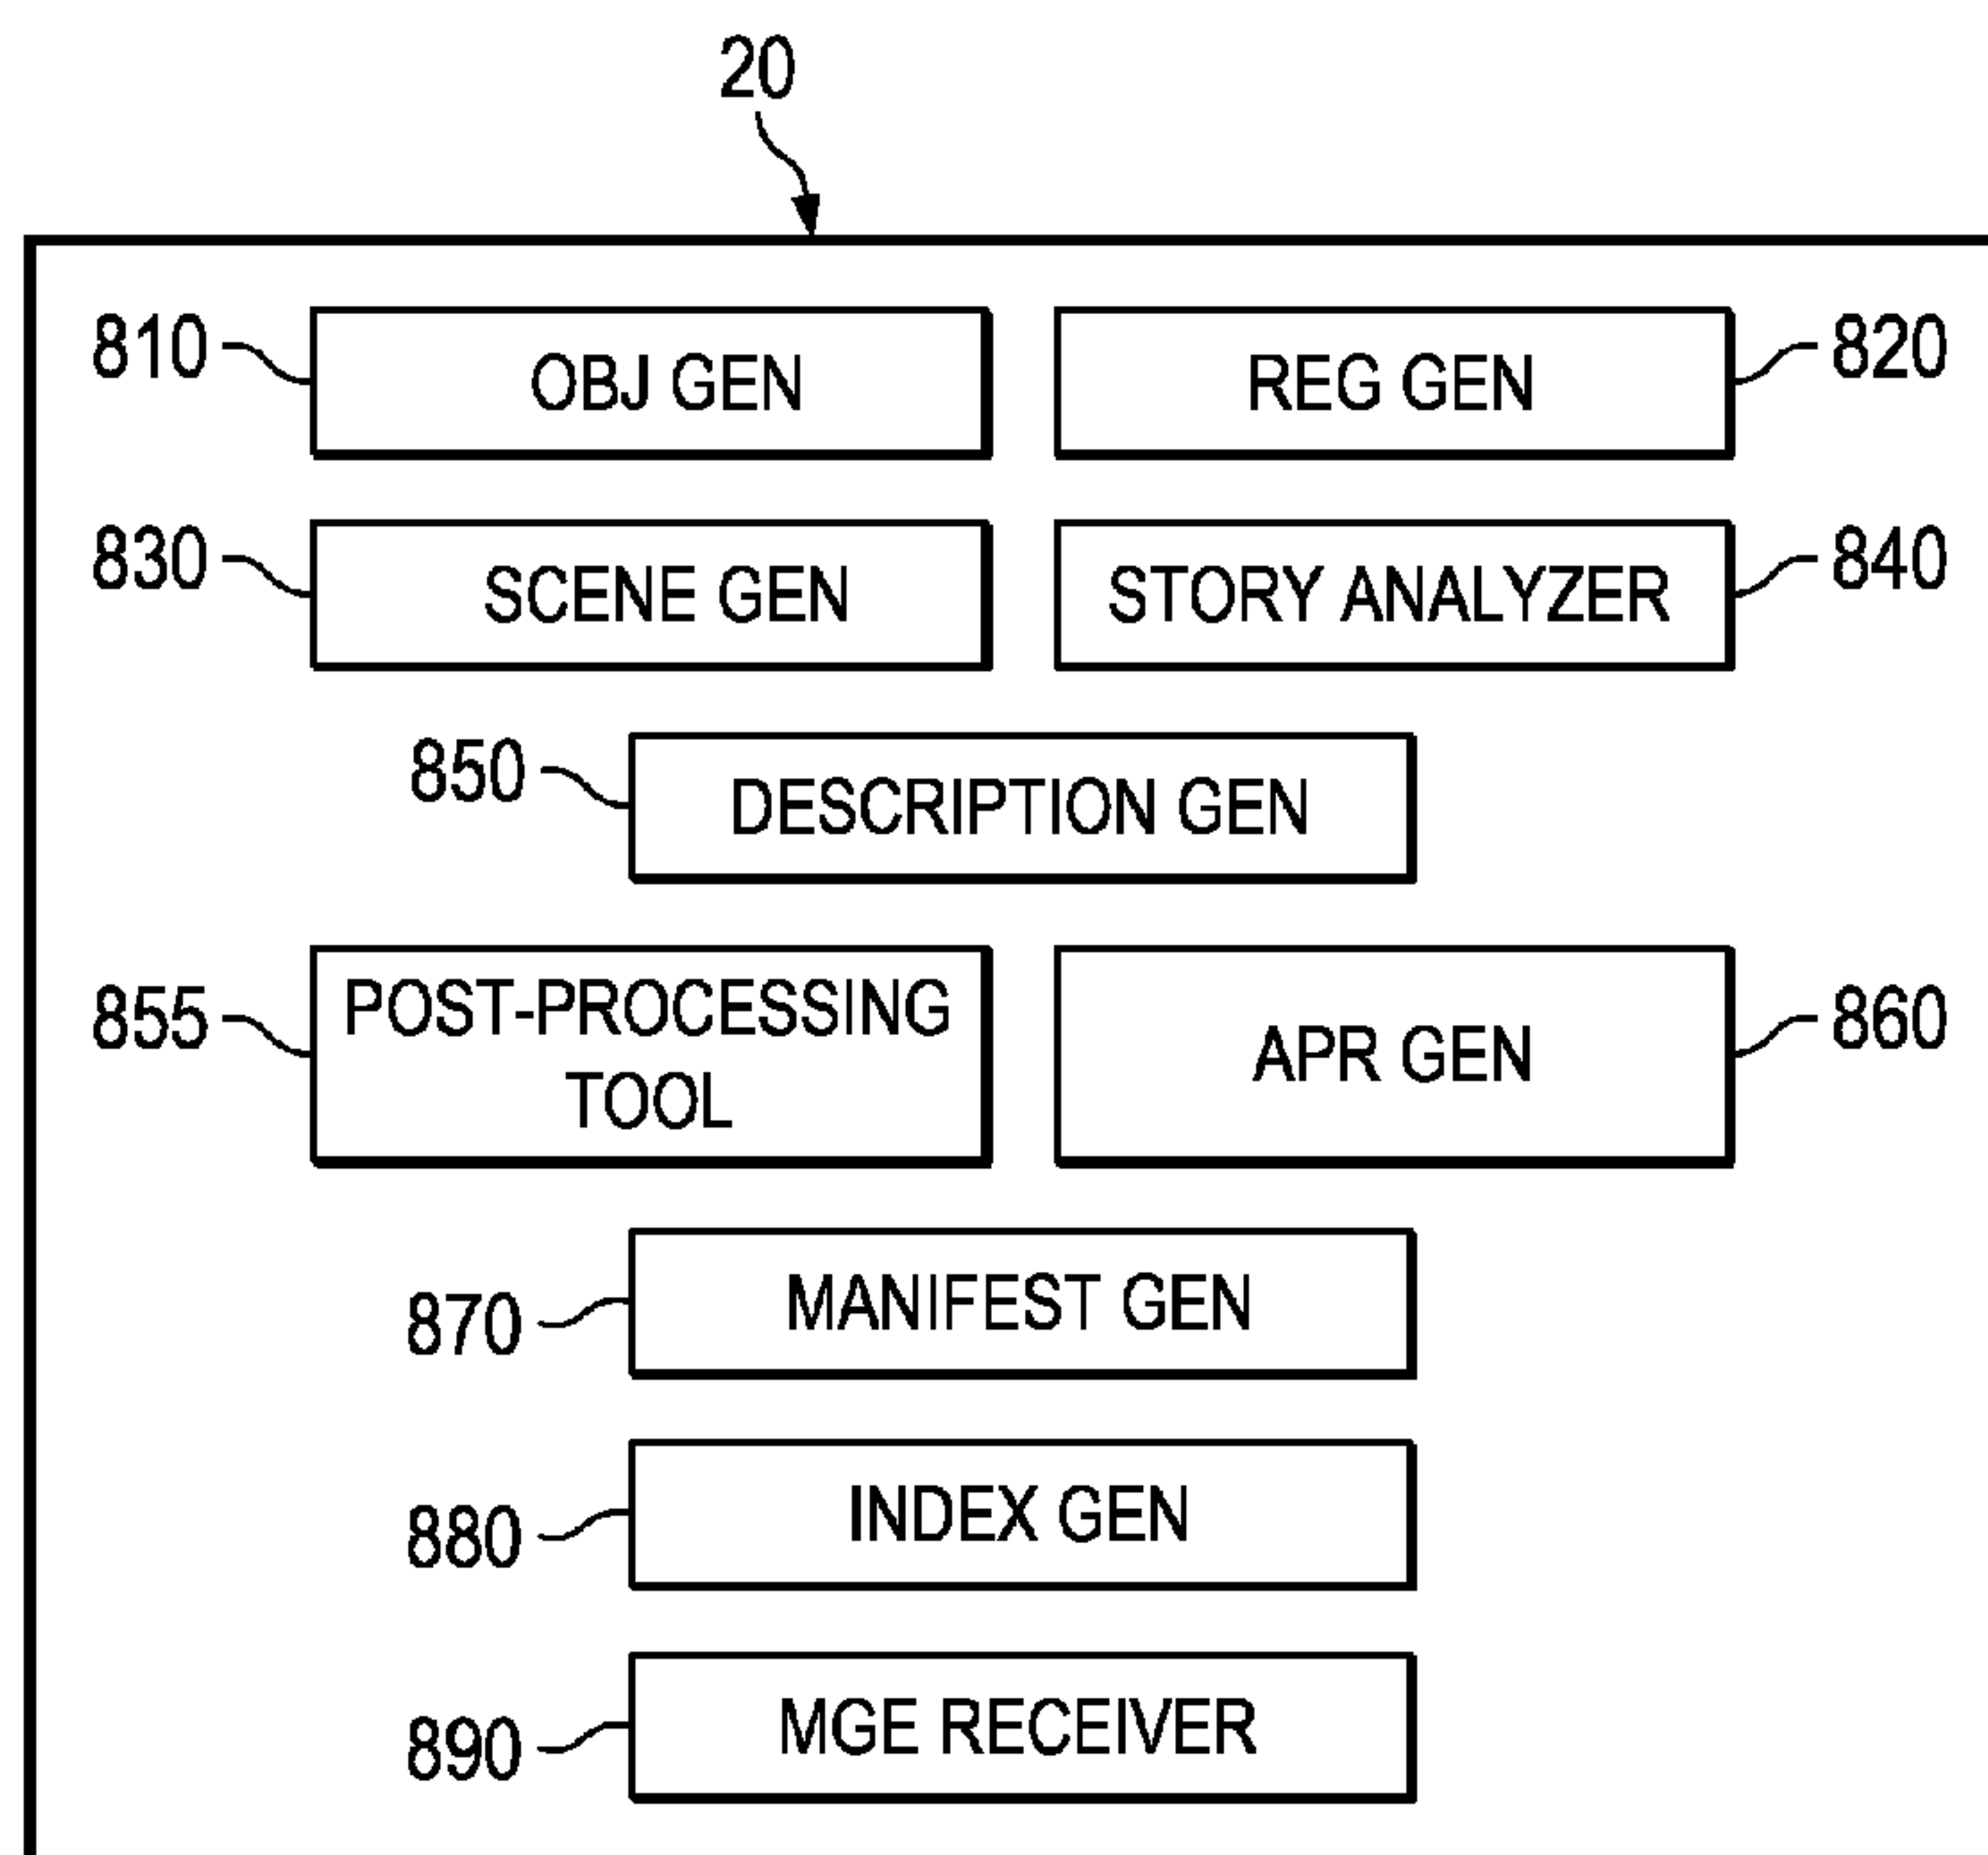 20
810 OBJ GEN REG GEN 820
830 SCENE GEN STORY ANALYZER 840
850 DESCRIPTION GEN
855 POST-PROCESSING
TOOL
APR GEN 860
870 MANIFEST GEN
880 INDEX GEN
890 MGE RECEIVER